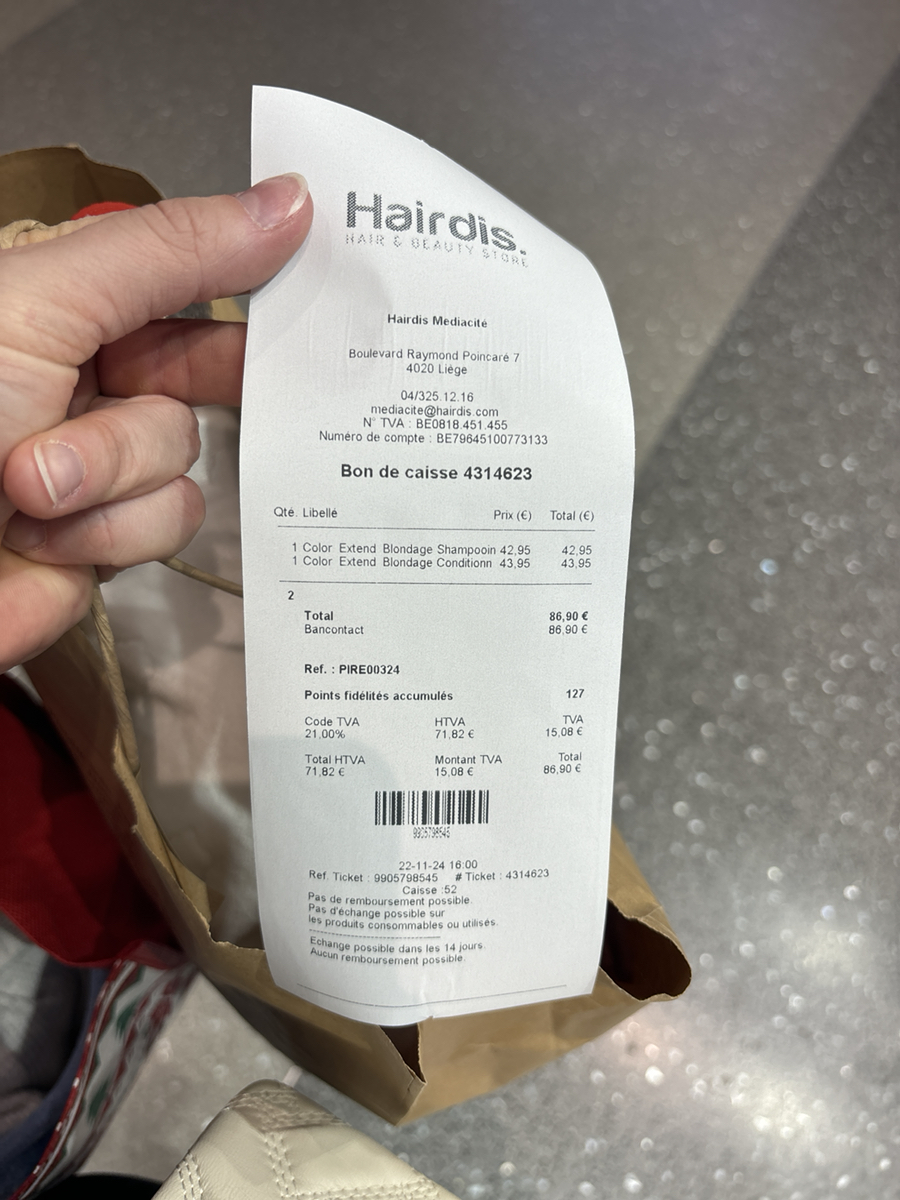 Hairdis.
HAIR & BEAUTY STORE
Hairdis Mediacité
Boulevard Raymond Poincaré 7
4020 Liège
04/325.12.16
mediacite@hairdis.com
N° TVA : BE0818.451.455
Numéro de compte : BE79645100773133
Bon de caisse 4314623
Qté. Libellé Prix (€) Total (€)
1 Color Extend Blondage Shampooin 42,95 42,95
1 Color Extend Blondage Conditionn 43,95 43,95
2
Total 86,90 €
Bancontact 86,90 €
Ref. : PIRE00324
Points fidélités accumulés 127
Code TVA HTVA TVA
21,00% 71,82 € 15,08 €
Total HTVA Montant TVA Total
71,82 € 15,08 € 86,90 €
9905798545
22-11-24 16:00
Ref. Ticket : 9905798545 # Ticket : 4314623
Caisse :52
Pas de remboursement possible.
Pas d'échange possible sur
les produits consommables ou utilisés.
Echange possible dans les 14 jours.
Aucun remboursement possible.